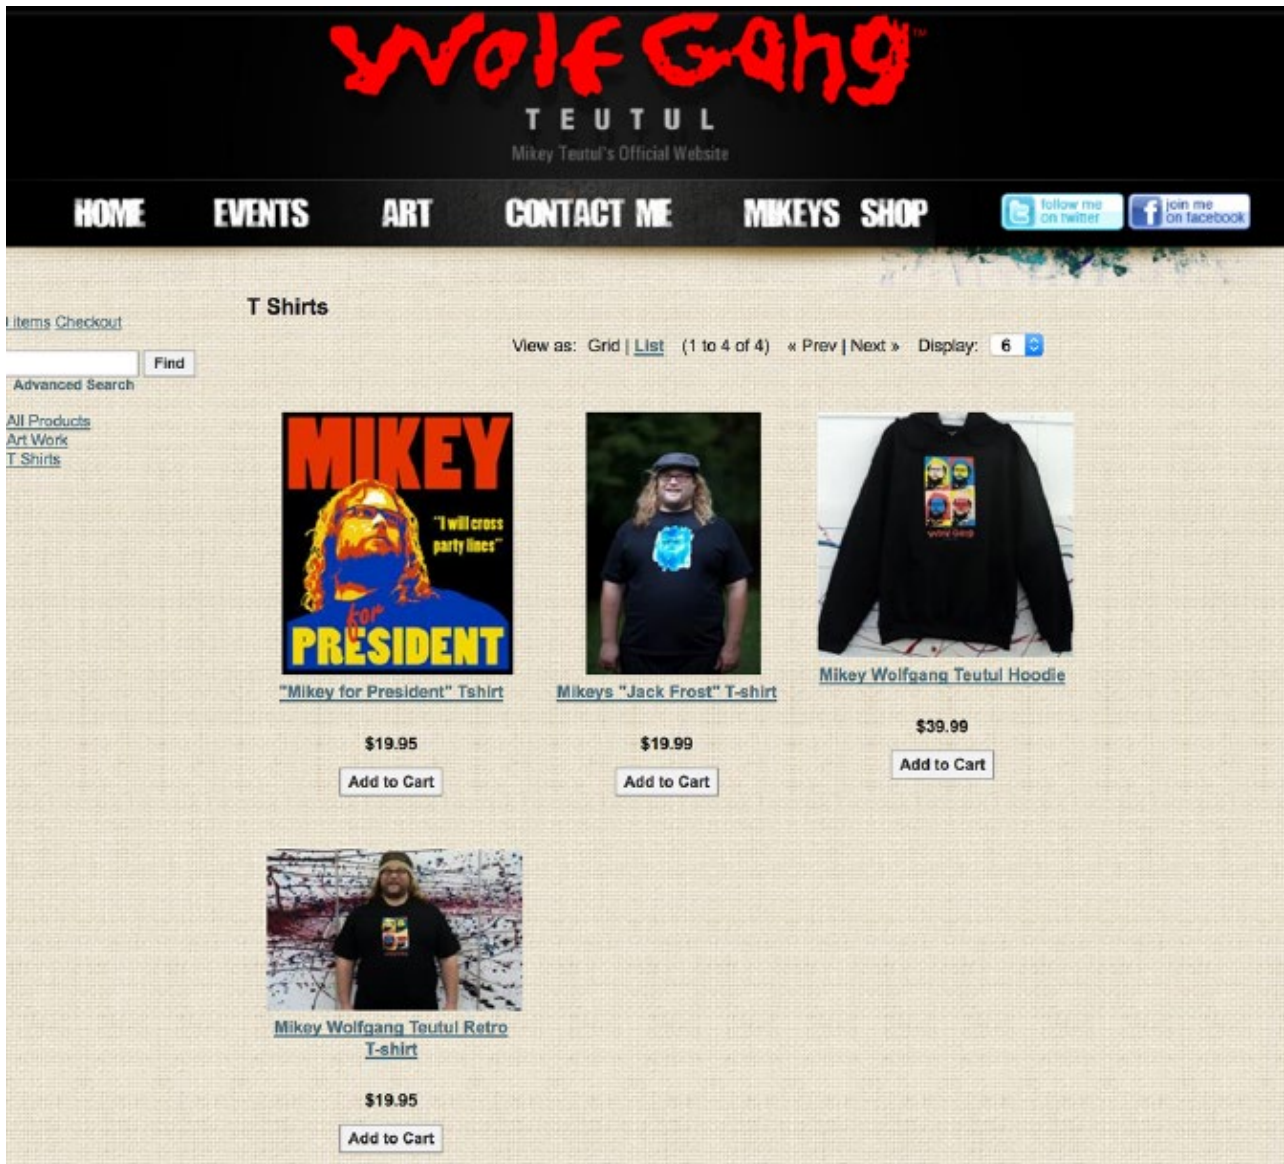 Wolf Gang™
TEUTUL
Mikey Teutul's Official Website
HOME EVENTS ART CONTACT ME MIKEYS SHOP
follow me
on twitter
join me
on facebook
T Shirts
items Checkout
View as: Grid | List (1 to 4 of 4) « Prev | Next » Display: 6
Find
Advanced Search
All Products
Art Work
T Shirts
MIKEY
"I will cross
party lines"
for
PRESIDENT
Wolf Gang
"Mikey for President" Tshirt
Mikeys "Jack Frost" T-shirt
Mikey Wolfgang Teutul Hoodie
$19.95
$19.99
$39.99
Add to Cart
Add to Cart
Add to Cart
Mikey Wolfgang Teutul Retro
T-shirt
$19.95
Add to Cart